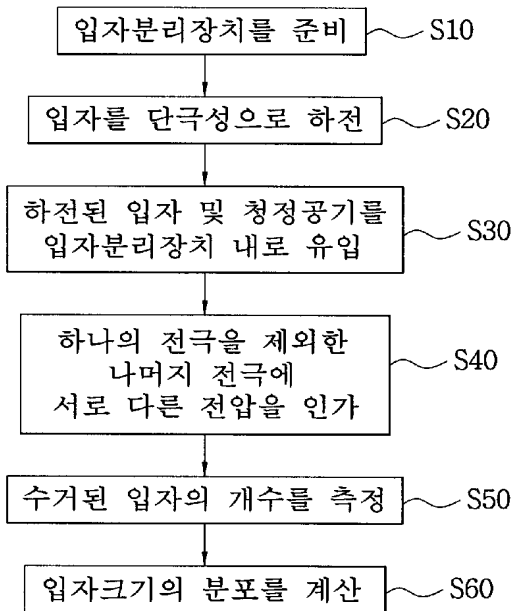 입자분리장치를 준비 S10
입자를 단극성으로 하전 S20
하전된 입자 및 청정공기를
입자분리장치 내로 유입 S30
하나의 전극을 제외한
나머지 전극에 S40
서로 다른 전압을 인가
수거된 입자의 개수를 측정 S50
입자크기의 분포를 계산 S60